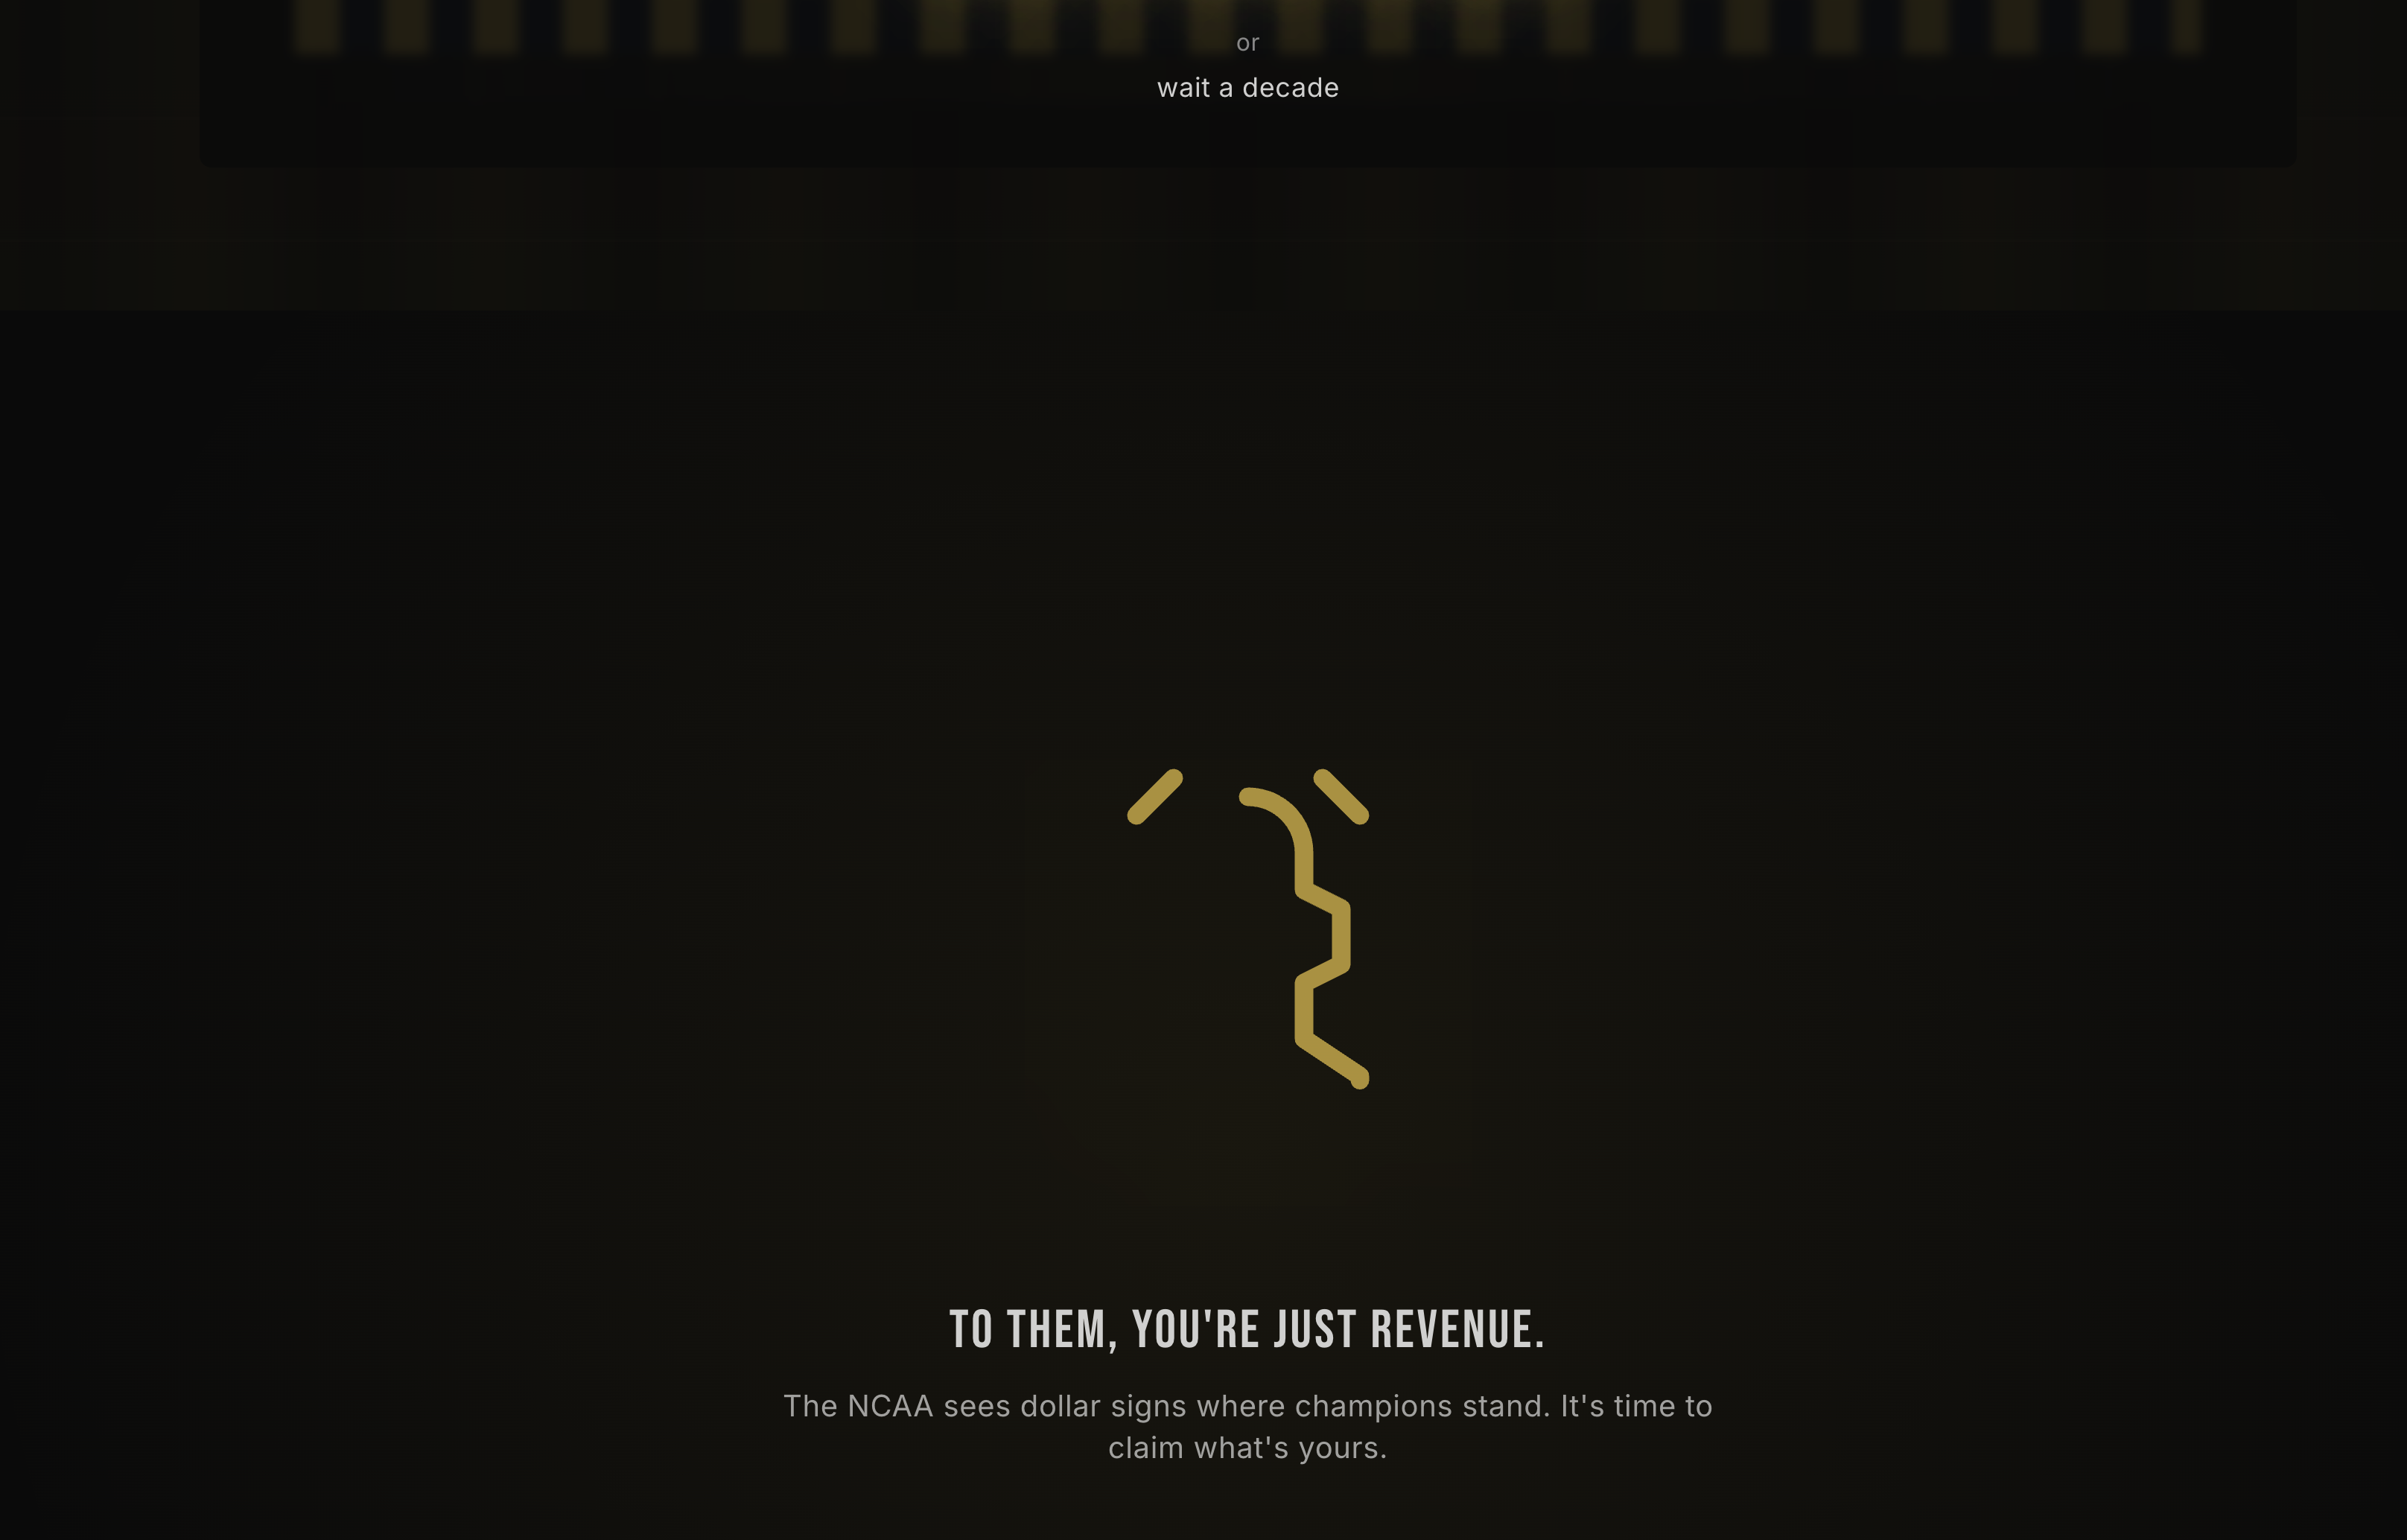 or
wait a decade
TO THEM, YOU'RE JUST REVENUE.
The NCAA sees dollar signs where champions stand. It's time to
claim what's yours.